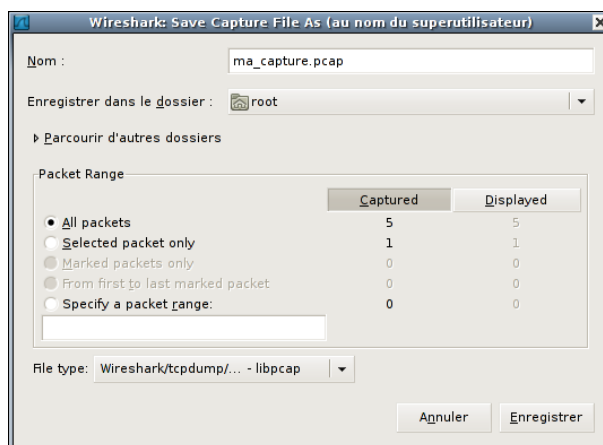 Wireshark: Save Capture File As (au nom du superutilisateur)
Nom : ma_capture.pcap
Enregistrer dans le dossier : root
Parcourir d'autres dossiers
Packet Range
Captured Displayed
All packets 5 5
Selected packet only 1 1
Marked packets only 0 0
From first to last marked packet 0 0
Specify a packet range: 0 0
File type: Wireshark/tcpdump/... - libpcap
Annuler Enregistrer